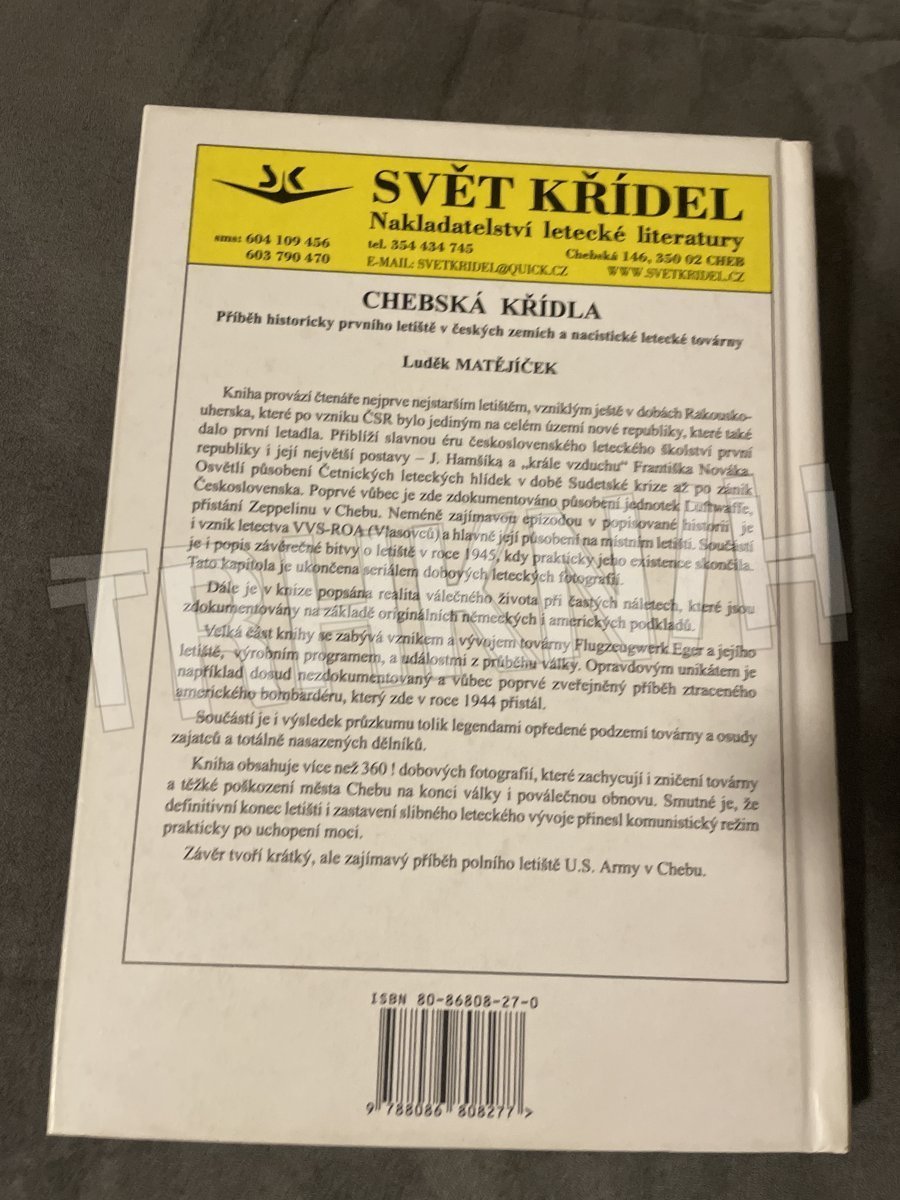 SVĚT KŘÍDEL
Nakladatelství letecké literatury
sms: 604 109 456
603 790 470
tel. 354 434 745
Chebská 146, 350 02 CHEB
E-MAIL: SVETKRIDEL@QUICK.CZ
WWW.SVETKRIDEL.CZ
CHEBSKÁ KŘÍDLA
Příběh historicky prvního letiště v českých zemích a nacistické letecké továrny
Luděk MATĚJÍČEK
Kniha provází čtenáře nejprve nejstarším letištěm, vzniklým ještě v dobách Rakousko-
uherska, které po vzniku ČSR bylo jediným na celém území nové republiky, které také
dalo první letadla. Přiblíží slavnou éru československého leteckého školství první
republiky i její největší postavy – J. Hamšíka a „krále vzduchu“ Františka Nováka.
Osvětlí působení Četnických leteckých hlídek v době Sudetské krize až po zánik
Československa. Poprvé vůbec je zde zdokumentováno působení jednotek Luftwaffe,
přistání Zeppelinu v Chebu. Neméně zajímavou epizodou v popisované historii je
i vznik letectva VVS-ROA (Vlasovců) a hlavně její působení na místním letišti. Součástí
je i popis závěrečné bitvy o letiště v roce 1945, kdy prakticky jeho existence skončila.
Tato kapitola je ukončena seriálem dobových leteckých fotografií.
Dále je v knize popsána realita válečného života při častých náletech, které jsou
zdokumentovány na základě originálních německých i amerických podkladů.
Velká část knihy se zabývá vznikem a vývojem továrny Flugzeugwerk Eger a jejího
letiště, výrobním programem, a událostmi z průběhu války. Opravdovým unikátem je
například dosud nezdokumentovaný a vůbec poprvé zveřejněný příběh ztraceného
amerického bombardéru, který zde v roce 1944 přistál.
Součástí je i výsledek průzkumu tolik legendami opředené podzemí továrny a osudy
zajatců a totálně nasazených dělníků.
Kniha obsahuje více než 360 ! dobových fotografií, které zachycují i zničení továrny
a těžké poškození města Chebu na konci války i poválečnou obnovu. Smutné je, že
definitivní konec letišti i zastavení slibného leteckého vývoje přinesl komunistický režim
prakticky po uchopení moci.
Závěr tvoří krátký, ale zajímavý příběh polního letiště U.S. Army v Chebu.
ISBN 80-86808-27-0
9 788086 808277 >